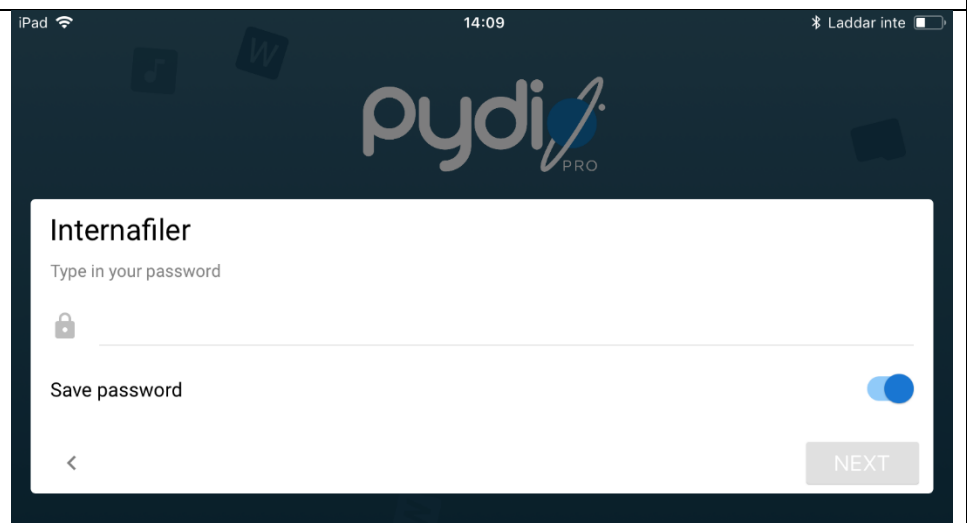 iPad 14:09 Laddar inte
W
pydio
PRO
Internafiler
Type in your password
Save password
NEXT